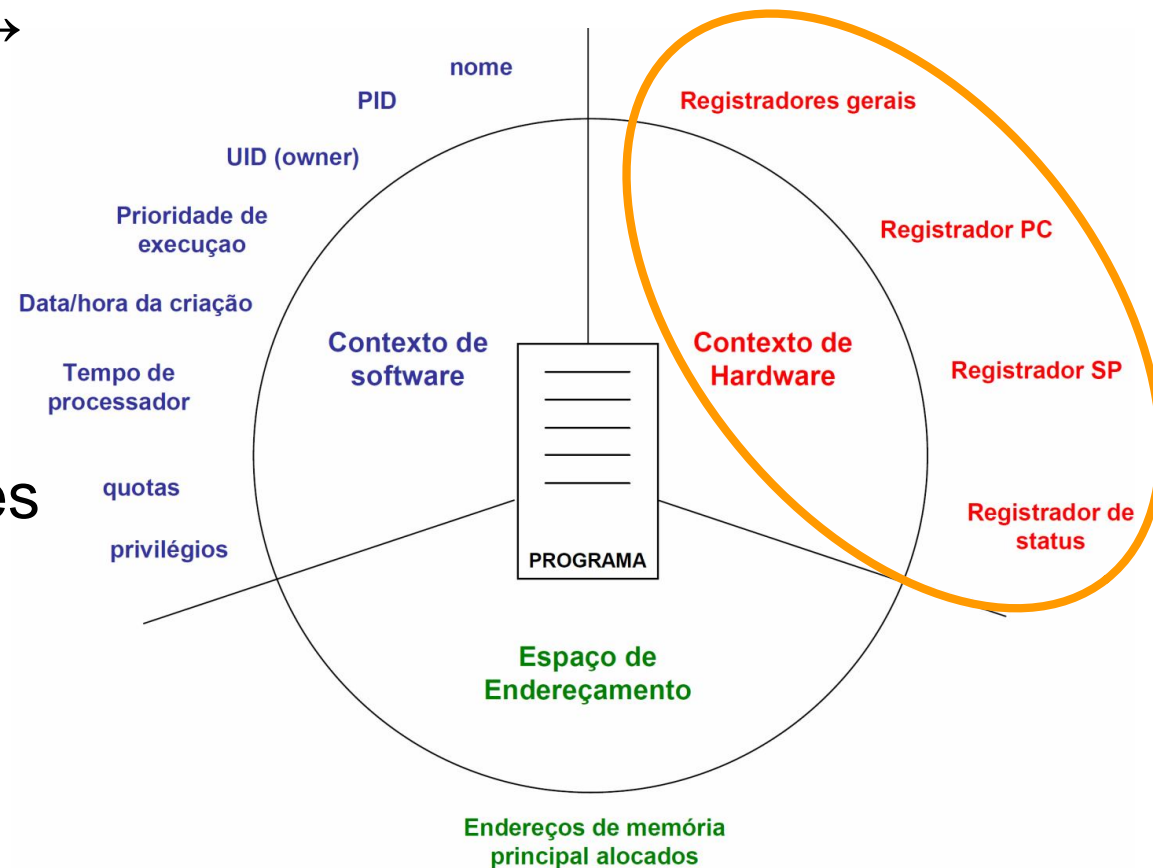 →
nome
PID
UID (owner)
Prioridade de
execuçao
Data/hora da criação
Tempo de
processador
quotas
es
privilégios
Contexto de
software
PROGRAMA
Registradores gerais
Registrador PC
Contexto de
Hardware
Registrador SP
Registrador de
status
Espaço de
Endereçamento
Endereços de memória
principal alocados